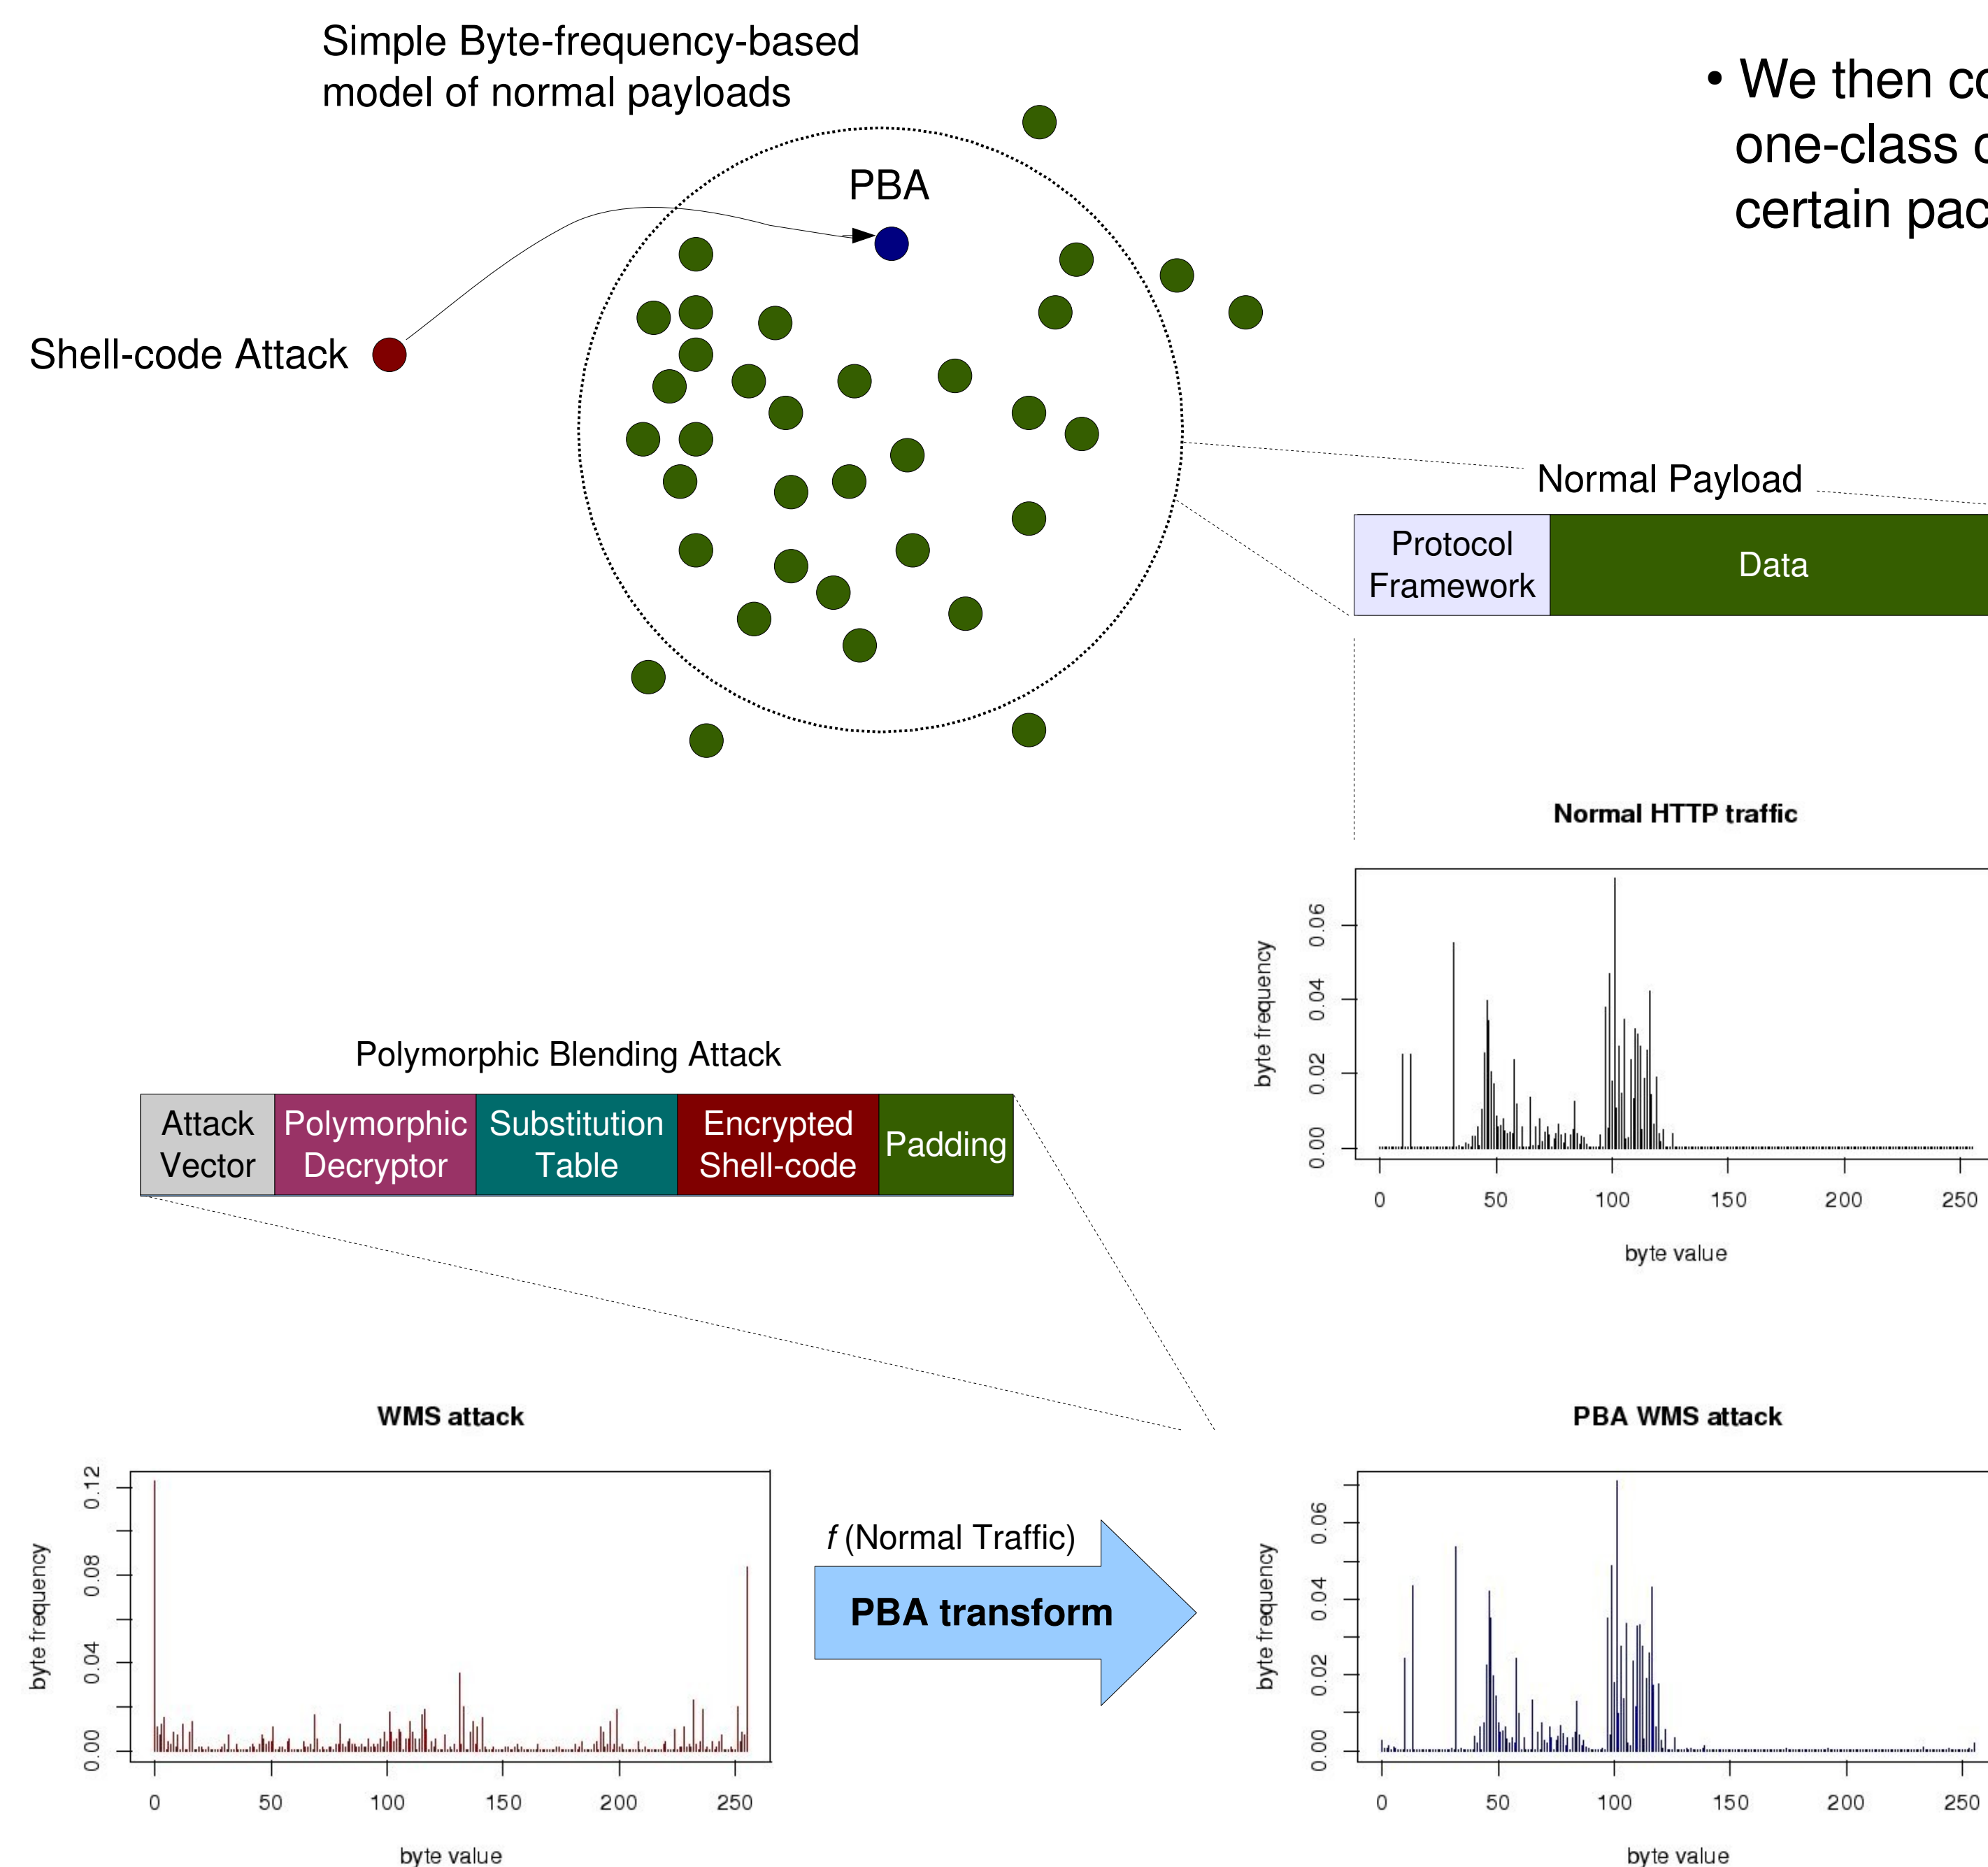 Simple Byte-frequency-based
model of normal payloads
• We then
one-class
certain
PBA
Shell-code Attack
Normal Payload
Protocol
Framework
Data
Normal HTTP traffic
byte frequency
0.00
0.02
0.04
0.06
0
50
100
150
200
250
byte value
Polymorphic Blending Attack
Attack
Vector
Polymorphic
Decryptor
Substitution
Table
Encrypted
Shell-code
Padding
WMS attack
byte frequency
0.00
0.04
0.08
0.12
0
50
100
150
200
250
byte value
f (Normal Traffic)
PBA transform
PBA WMS attack
byte frequency
0.00
0.02
0.04
0.06
0
50
100
150
200
250
byte value